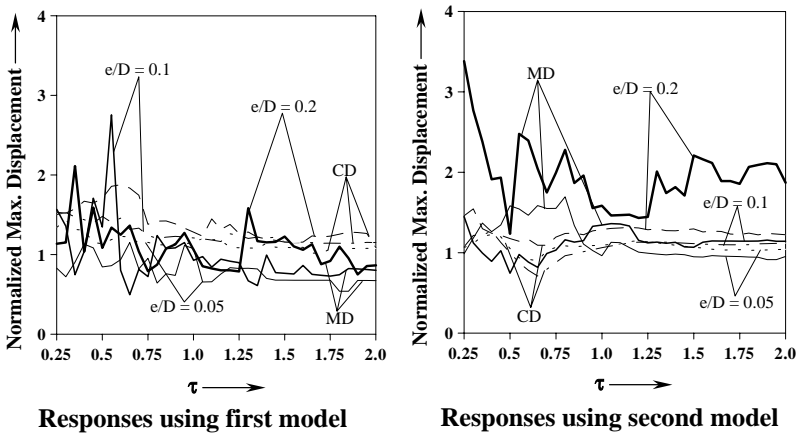 Normalized Max. Displacement
4
3
2
1
0
0.25 0.5 0.75 1.0 1.25 1.5 1.75 2.0
e/D = 0.1
e/D = 0.2
CD
e/D = 0.05
MD
τ
Responses using first model
Normalized Max. Displacement
4
3
2
1
0
0.25 0.5 0.75 1.0 1.25 1.5 1.75 2.0
MD
e/D = 0.2
e/D = 0.1
e/D = 0.05
CD
τ
Responses using second model